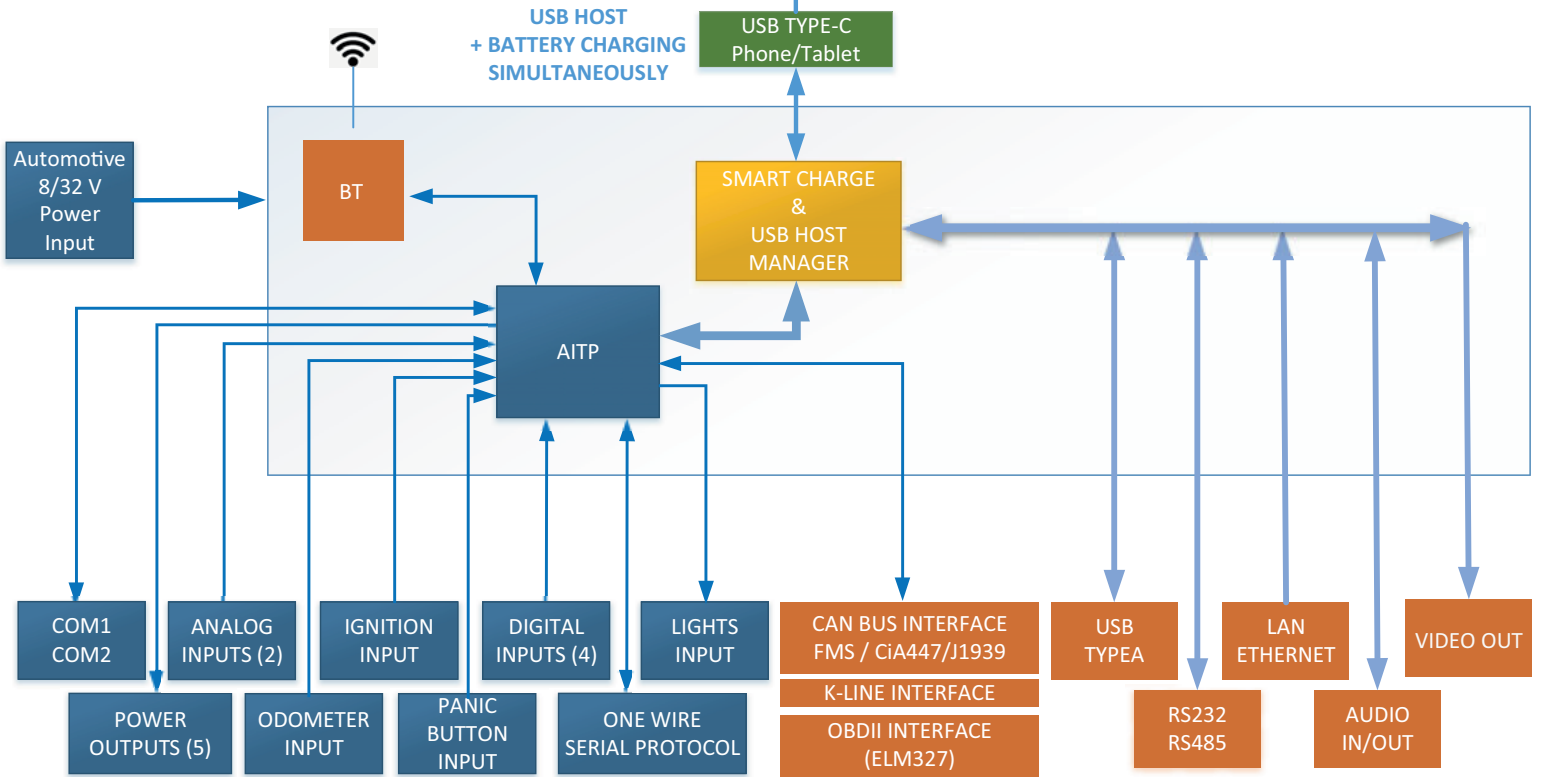 USB HOST
+ BATTERY CHARGING
SIMULTANEOUSLY
USB TYPE-C
Phone/Tablet
Automotive
8/32 V
Power
Input
BT
SMART CHARGE
&
USB HOST
MANAGER
AITP
COM1
COM2
ANALOG
INPUTS (2)
IGNITION
INPUT
DIGITAL
INPUTS (4)
LIGHTS
INPUT
CAN BUS INTERFACE
FMS / CiA447/J1939
USB
TYPEA
LAN
ETHERNET
VIDEO OUT
K-LINE INTERFACE
POWER
OUTPUTS (5)
ODOMETER
INPUT
PANIC
BUTTON
INPUT
ONE WIRE
SERIAL PROTOCOL
OBDII INTERFACE
(ELM327)
RS232
RS485
AUDIO
IN/OUT